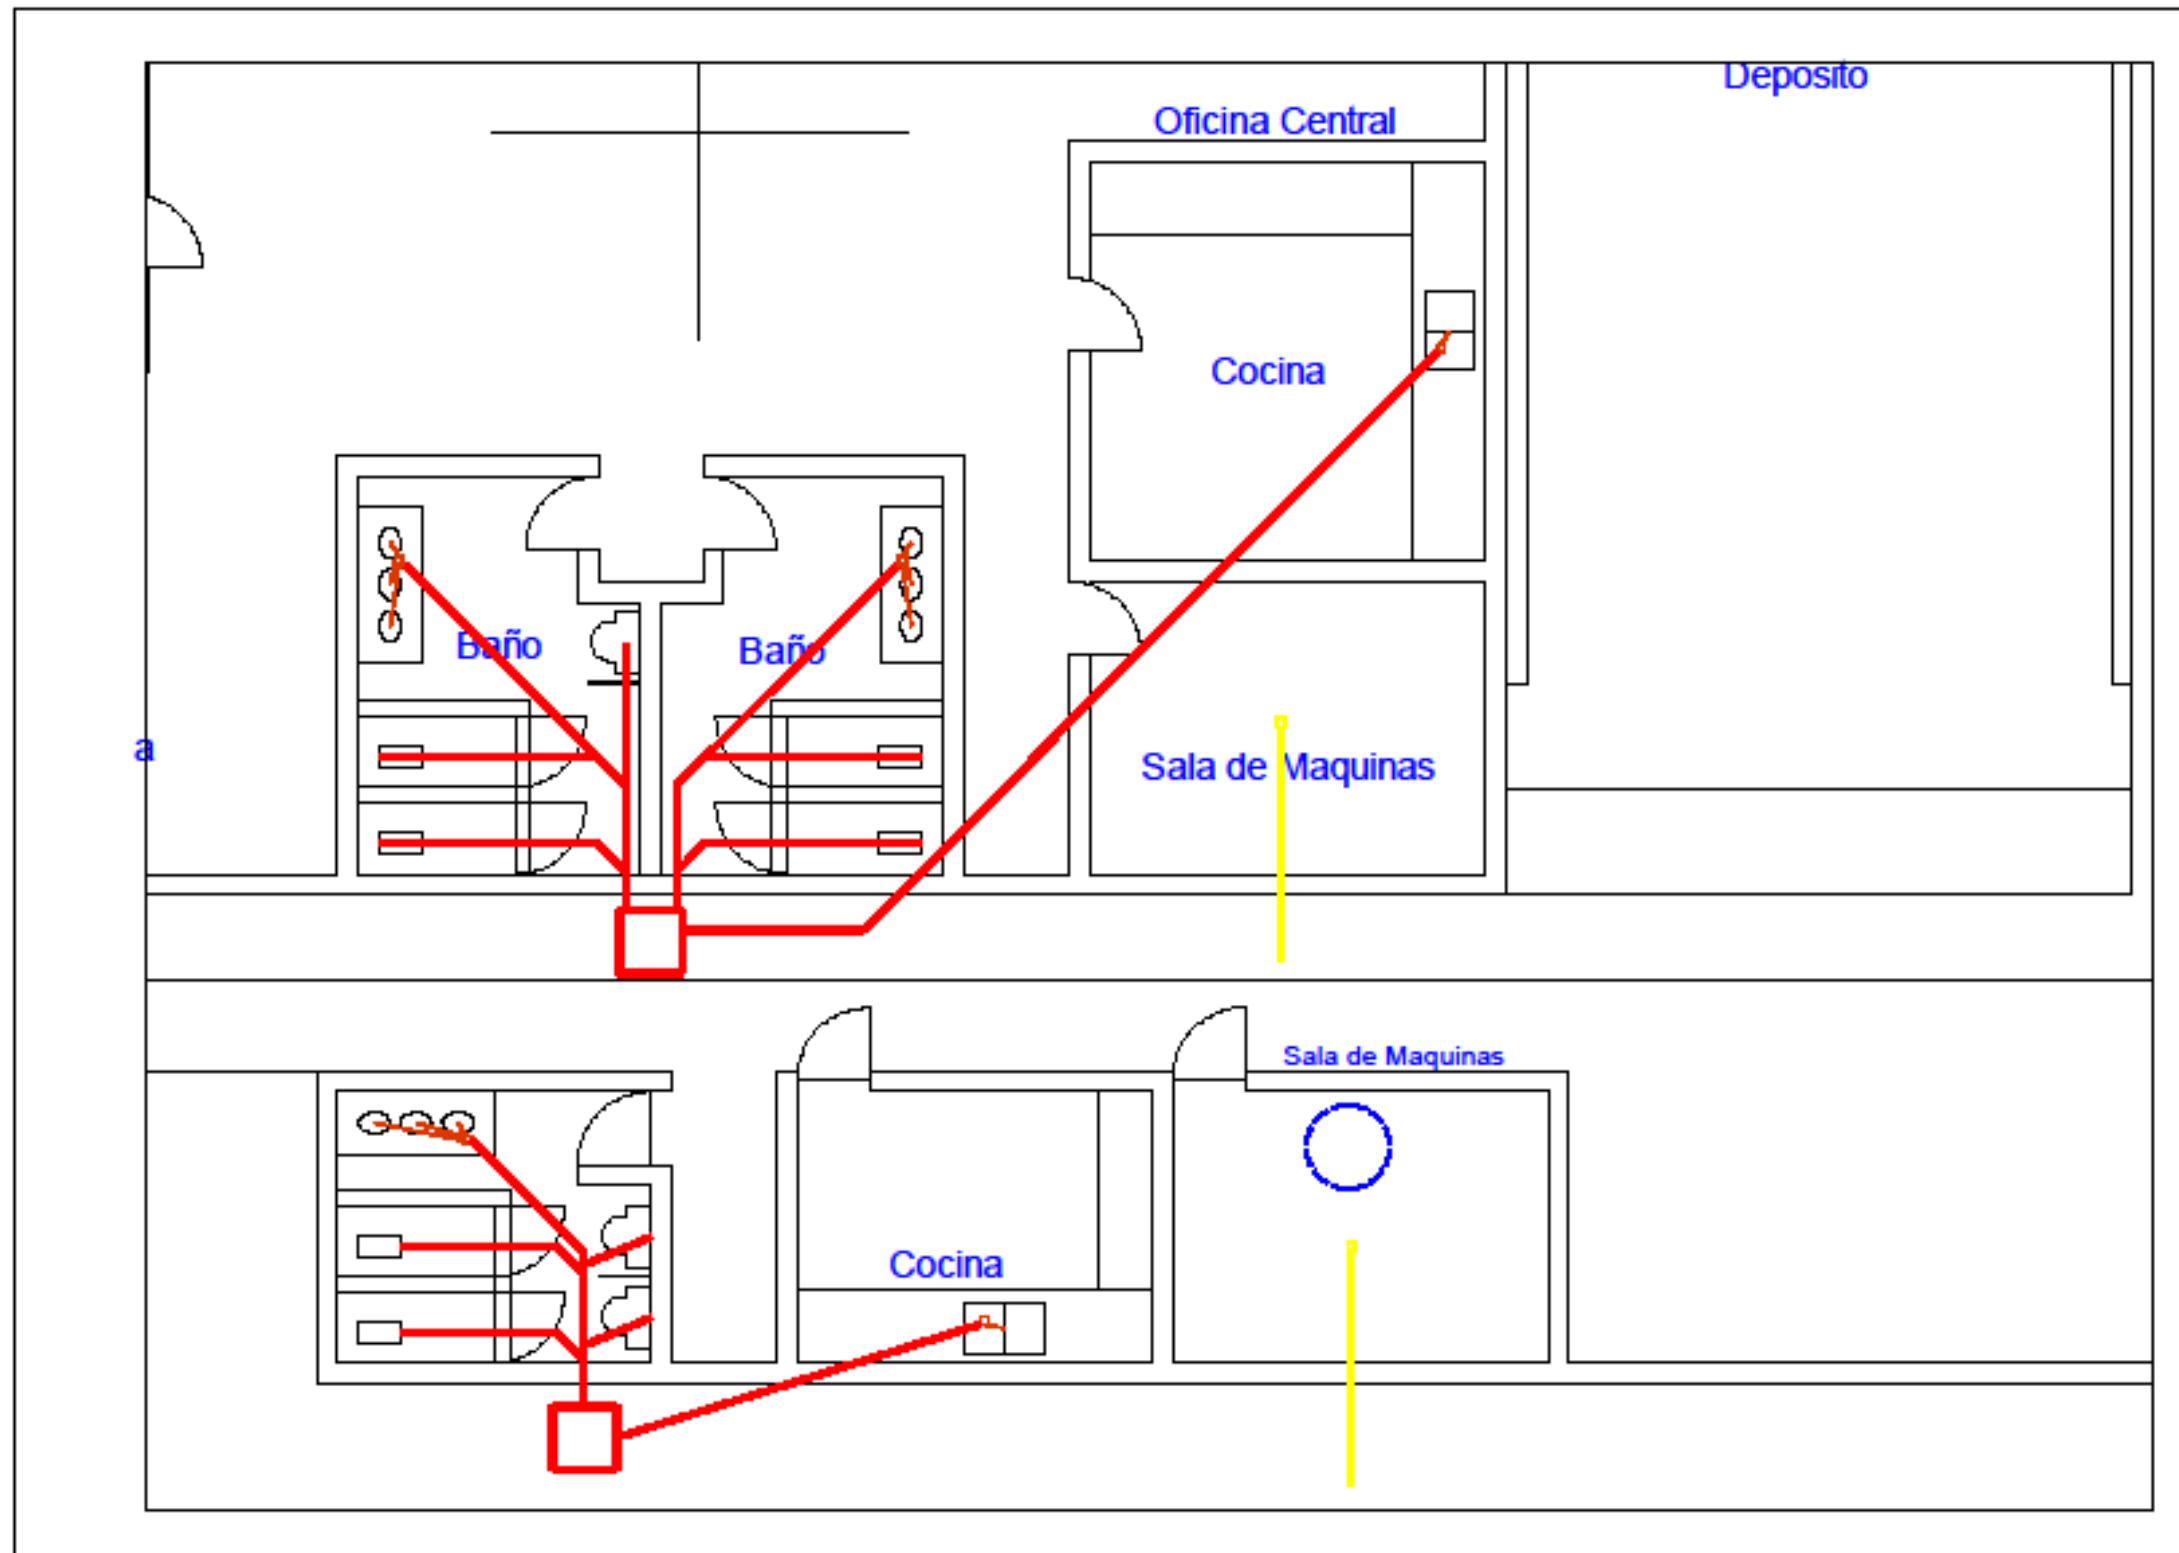 Deposito
Oficina Central
Cocina
Baño
Baño
a
Sala de Maquinas
Sala de Maquinas
Cocina